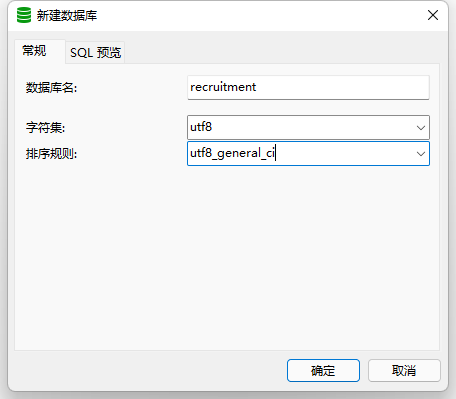 新建数据库
常规 SQL 预览
数据库名: recruitment
字符集: utf8
排序规则: utf8_general_ci
确定 取消